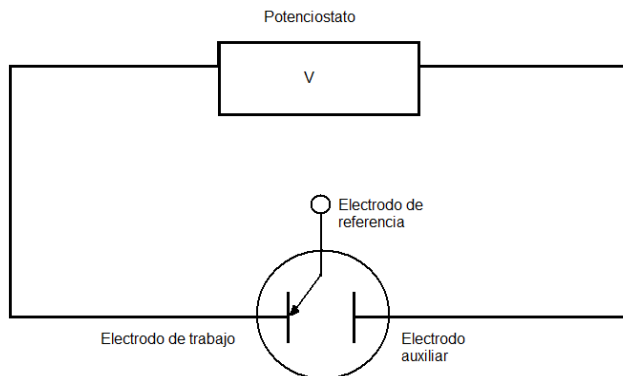 Potenciostato
V
Electrodo de
referencia
Electrodo de trabajo
Electrodo
auxiliar